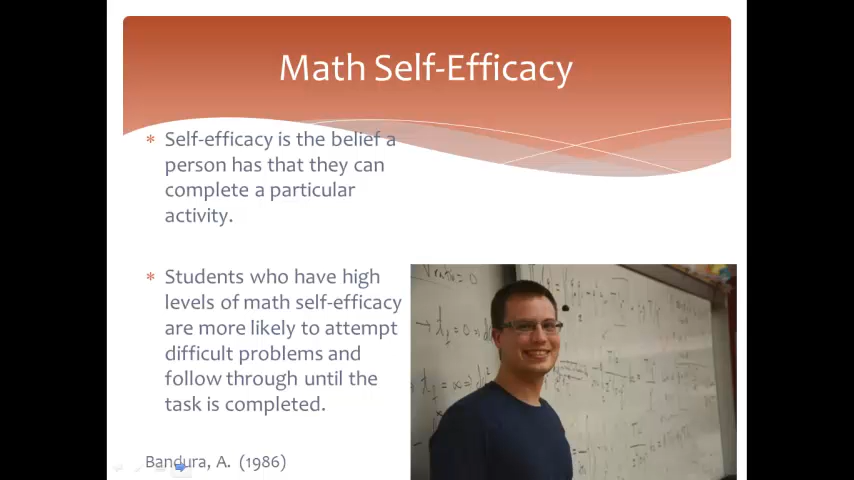 Math Self-Efficacy
* Self-efficacy is the belief a
person has that they can
complete a particular
activity.
* Students who have high
levels of math self-efficacy
are more likely to attempt
difficult problems and
follow through until the
task is completed.
Bandura, A. (1986)